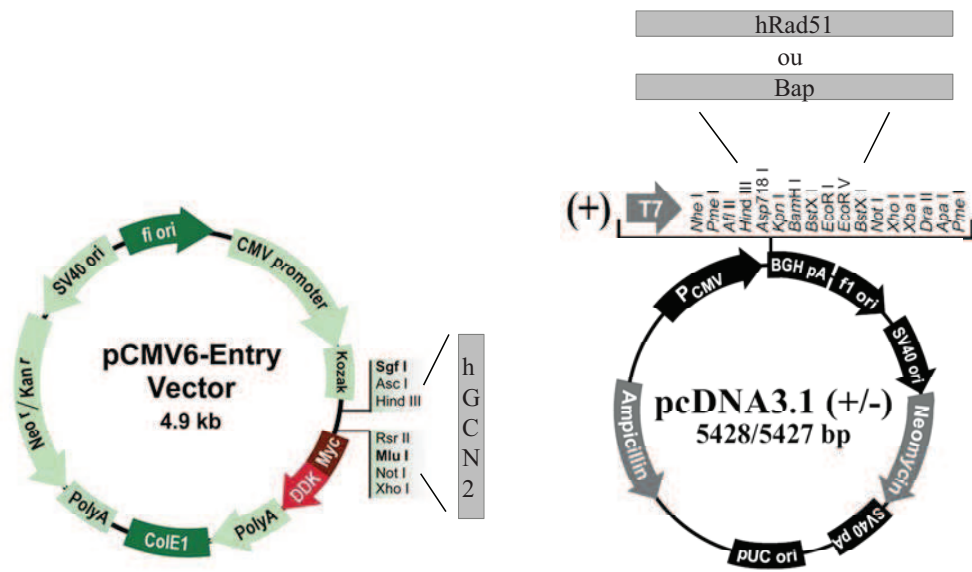 hRad51
ou
Bap
(+)
T7
Nhe I
Pme I
Afl II
Hind III
Asp718 I
Kpn I
BamH I
BstX I
EcoR I
EcoR V
BstX I
Not I
Xho I
Xba I
Dra II
Apa I
Pme I
PCMV
BGH pA
f1 ori
SV40 ori
Neomycin
SV40 pA
pUC ori
Ampicillin
pcDNA3.1 (+/-)
5428/5427 bp
fi ori
CMV promoter
Kozak
Sgf I
Asc I
Hind III
Rsr II
Mlu I
Not I
Xho I
h
G
C
N
2
Myc
DDK
PolyA
ColE1
PolyA
Neo r / Kan r
SV40 ori
pCMV6-Entry
Vector
4.9 kb